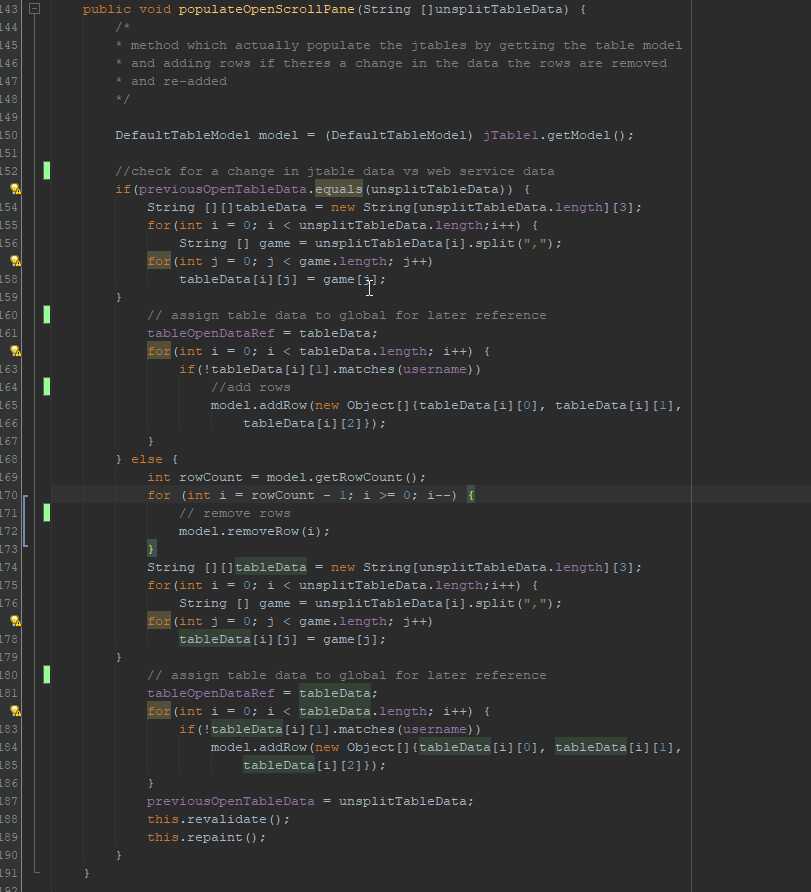 143 public void populateOpenScrollPane(String []unsplitTableData) {
144 /*
145 * method which actually populate the jtables by getting the table model
146 * and adding rows if theres a change in the data the rows are removed
147 * and re-added
148 */
149
150 DefaultTableModel model = (DefaultTableModel) jTable1.getModel();
151
152 //check for a change in jtable data vs web service data
if(previousOpenTableData.equals(unsplitTableData)) {
154 String [][]tableData = new String[unsplitTableData.length][3];
155 for(int i = 0; i < unsplitTableData.length;i++) {
156 String [] game = unsplitTableData[i].split(",");
for(int j = 0; j < game.length; j++)
158 tableData[i][j] = game[j];
159 }
160 // assign table data to global for later reference
161 tableOpenDataRef = tableData;
for(int i = 0; i < tableData.length; i++) {
163 if(!tableData[i][1].matches(username))
164 //add rows
165 model.addRow(new Object[]{tableData[i][0], tableData[i][1],
166 tableData[i][2]});
167 }
168 } else {
169 int rowCount = model.getRowCount();
170 for (int i = rowCount - 1; i >= 0; i--) {
171 // remove rows
172 model.removeRow(i);
173 }
174 String [][]tableData = new String[unsplitTableData.length][3];
175 for(int i = 0; i < unsplitTableData.length;i++) {
176 String [] game = unsplitTableData[i].split(",");
for(int j = 0; j < game.length; j++)
178 tableData[i][j] = game[j];
179 }
180 // assign table data to global for later reference
181 tableOpenDataRef = tableData;
for(int i = 0; i < tableData.length; i++) {
183 if(!tableData[i][1].matches(username))
184 model.addRow(new Object[]{tableData[i][0], tableData[i][1],
185 tableData[i][2]});
186 }
187 previousOpenTableData = unsplitTableData;
188 this.revalidate();
189 this.repaint();
190 }
191 }